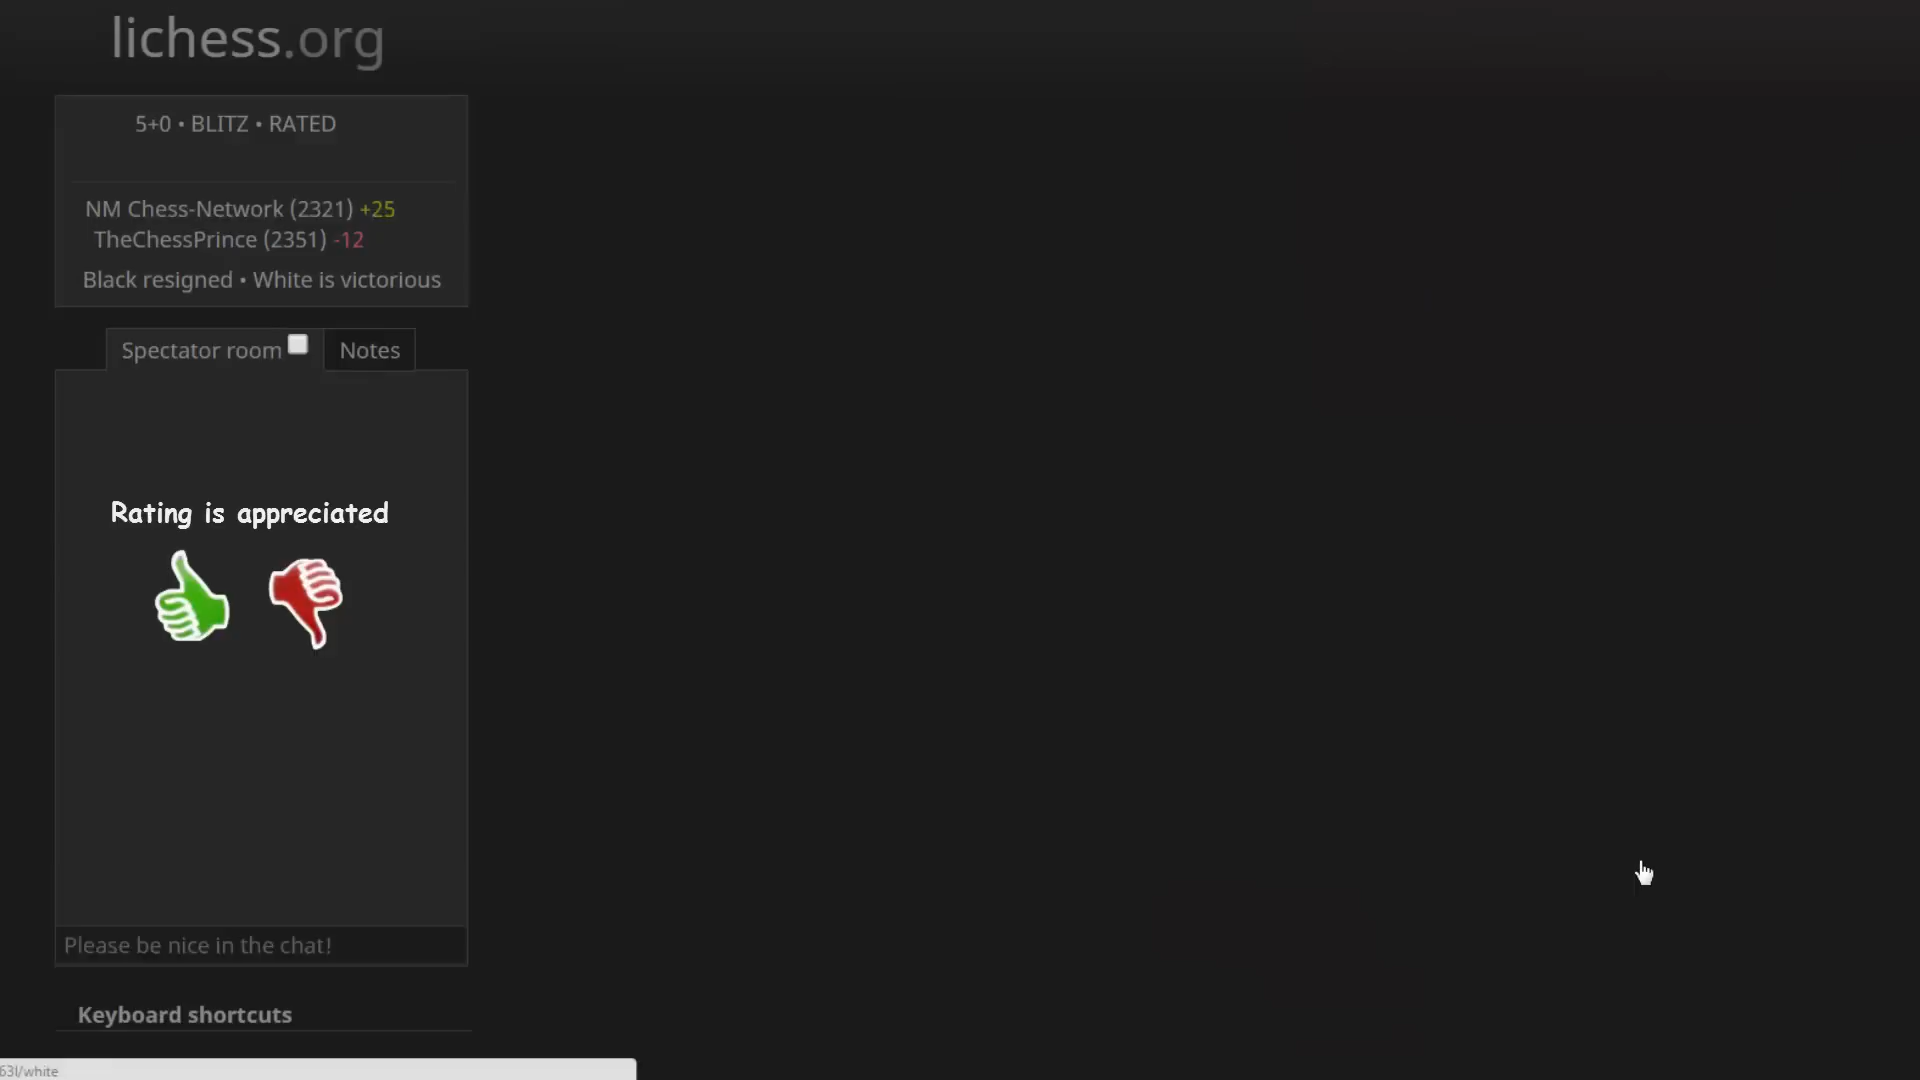 lichess.org
5+0 • BLITZ • RATED
NM Chess-Network (2321) +25
TheChessPrince (2351) -12
Black resigned • White is victorious
Spectator room
Notes
Rating is appreciated
Please be nice in the chat!
Keyboard shortcuts
63l/white